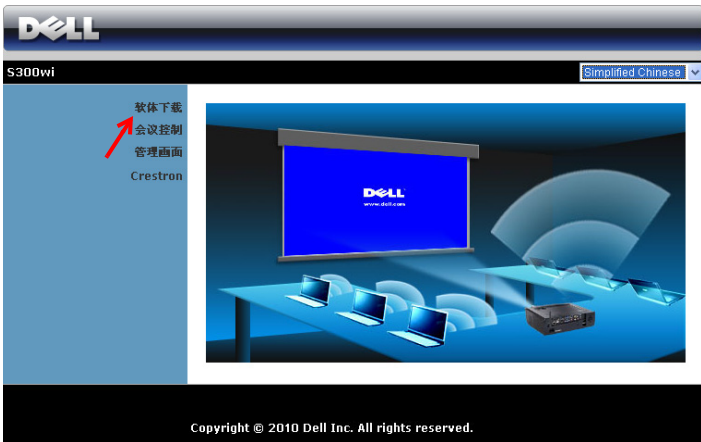 DELL
S300wi
Simplified Chinese
软体下载
会议控制
管理画面
Crestron
DELL
www.dell.com
Copyright © 2010 Dell Inc. All rights reserved.